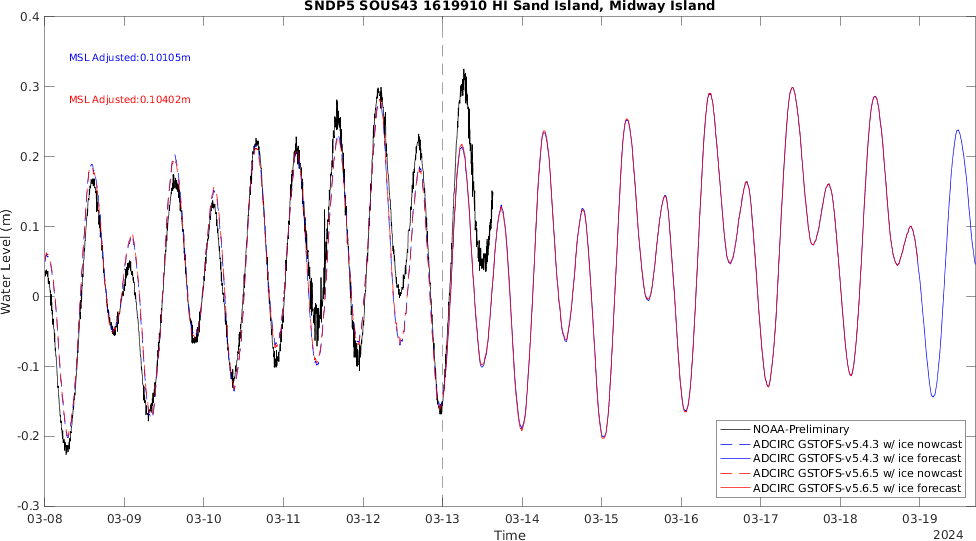 SNDP5 SOUS43 1619910 HI Sand Island, Midway Island
0.4
MSL Adjusted:0.10105m
0.3
MSL Adjusted:0.10402m
0.2
0.1
Water Level (m)
0
-0.1
-0.2
NOAA-Preliminary
ADCIRC GSTOFS-v5.4.3 w/ ice nowcast
ADCIRC GSTOFS-v5.4.3 w/ ice forecast
ADCIRC GSTOFS-v5.6.5 w/ ice nowcast
ADCIRC GSTOFS-v5.6.5 w/ ice forecast
-0.3
03-08 03-09 03-10 03-11 03-12 03-13 03-14 03-15 03-16 03-17 03-18 03-19
Time
2024